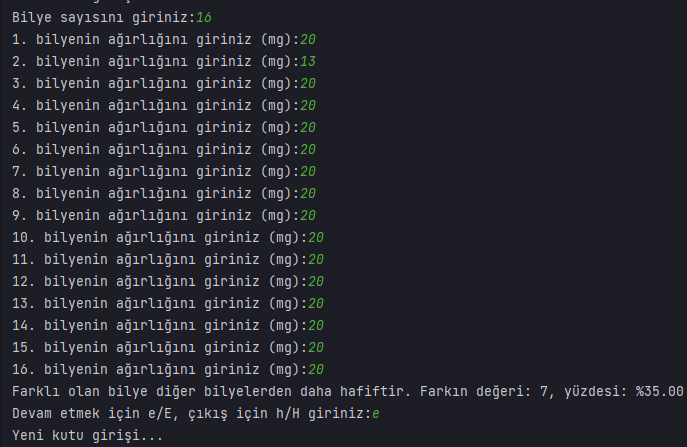 Bilye sayısını giriniz:16
1. bilyenin ağırlığını giriniz (mg):20
2. bilyenin ağırlığını giriniz (mg):13
3. bilyenin ağırlığını giriniz (mg):20
4. bilyenin ağırlığını giriniz (mg):20
5. bilyenin ağırlığını giriniz (mg):20
6. bilyenin ağırlığını giriniz (mg):20
7. bilyenin ağırlığını giriniz (mg):20
8. bilyenin ağırlığını giriniz (mg):20
9. bilyenin ağırlığını giriniz (mg):20
10. bilyenin ağırlığını giriniz (mg):20
11. bilyenin ağırlığını giriniz (mg):20
12. bilyenin ağırlığını giriniz (mg):20
13. bilyenin ağırlığını giriniz (mg):20
14. bilyenin ağırlığını giriniz (mg):20
15. bilyenin ağırlığını giriniz (mg):20
16. bilyenin ağırlığını giriniz (mg):20
Farklı olan bilye diğer bilyelerden daha hafiftir. Farkın değeri: 7, yüzdesi: %35.00
Devam etmek için e/E, çıkış için h/H giriniz:e
Yeni kutu girişi...